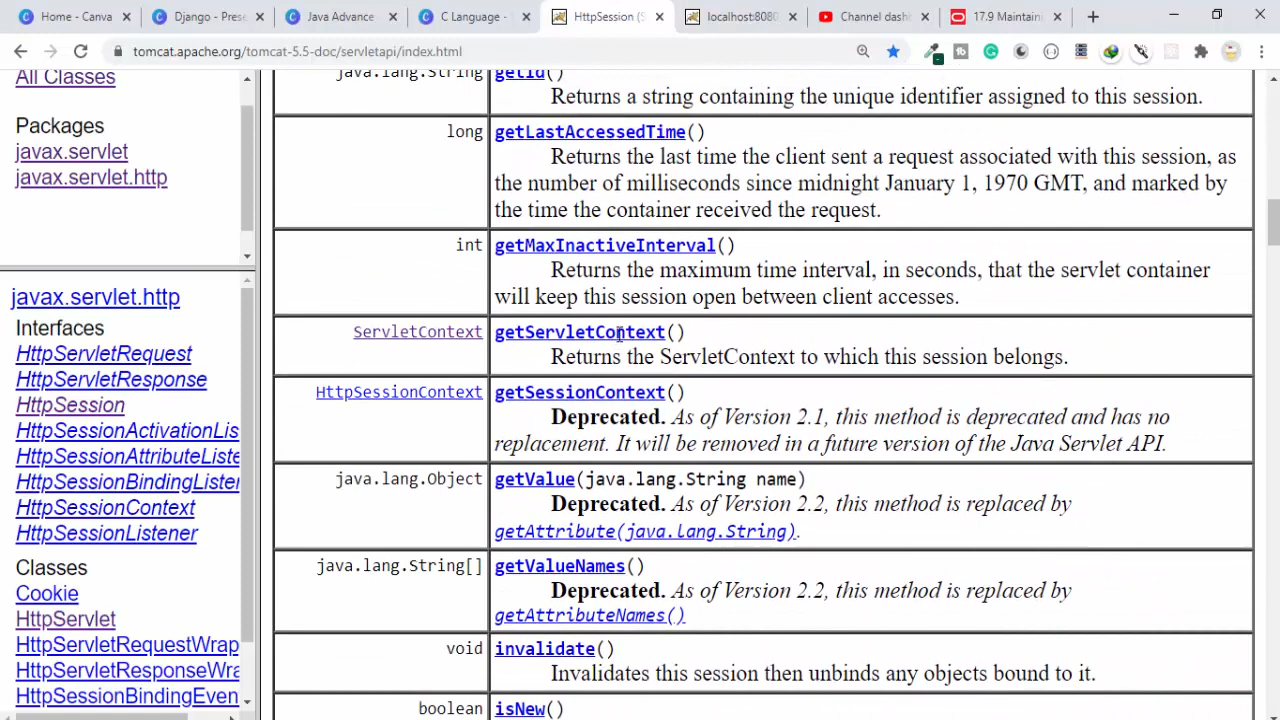 Home - Canva
Django - Prese
Java Advance
C Language -
HttpSession (S
localhost:8080
Channel dashb
17.9 Maintain
tomcat.apache.org/tomcat-5.5-doc/servletapi/index.html
All Classes
Packages
javax.servlet
javax.servlet.http
javax.servlet.http
Interfaces
HttpServletRequest
HttpServletResponse
HttpSession
HttpSessionActivationLis
HttpSessionAttributeListe
HttpSessionBindingListen
HttpSessionContext
HttpSessionListener
Classes
Cookie
HttpServlet
HttpServletRequestWrap
HttpServletResponseWra
HttpSessionBindingEven
java.lang.String getId()
Returns a string containing the unique identifier assigned to this session.
long getLastAccessedTime()
Returns the last time the client sent a request associated with this session, as
the number of milliseconds since midnight January 1, 1970 GMT, and marked by
the time the container received the request.
int getMaxInactiveInterval()
Returns the maximum time interval, in seconds, that the servlet container
will keep this session open between client accesses.
ServletContext getServletContext()
Returns the ServletContext to which this session belongs.
HttpSessionContext getSessionContext()
Deprecated. As of Version 2.1, this method is deprecated and has no
replacement. It will be removed in a future version of the Java Servlet API.
java.lang.Object getValue(java.lang.String name)
Deprecated. As of Version 2.2, this method is replaced by
getAttribute(java.lang.String).
java.lang.String[] getValueNames()
Deprecated. As of Version 2.2, this method is replaced by
getAttributeNames()
void invalidate()
Invalidates this session then unbinds any objects bound to it.
boolean isNew()